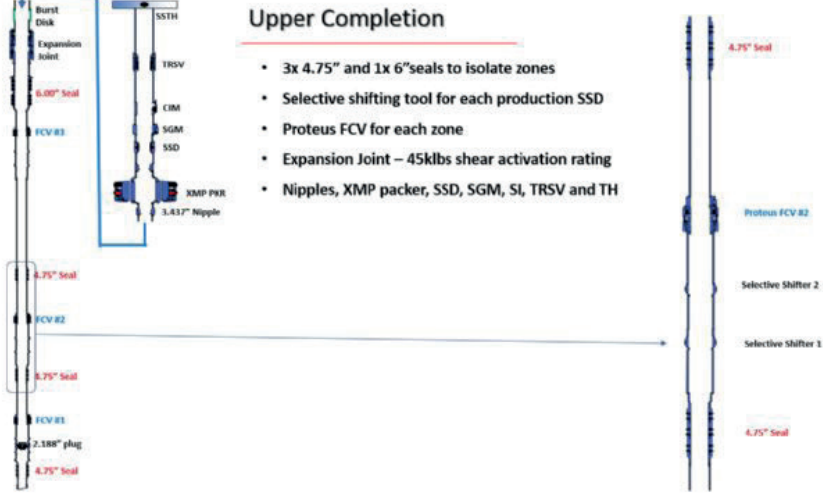 Upper Completion
• 3x 4.75" and 1x 6"seals to isolate zones
• Selective shifting tool for each production SSD
• Proteus FCV for each zone
• Expansion Joint – 45klbs shear activation rating
• Nipples, XMP packer, SSD, SGM, SI, TRSV and TH
Burst
Disk
Expansion
Joint
6.00" Seal
FCV #3
4.75" Seal
FCV #2
4.75" Seal
FCV #1
2.188" plug
4.75" Seal
SSTH
TRSV
CIM
SGM
SSD
XMP PKR
3.437" Nipple
4.75" Seal
Proteus FCV #2
Selective Shifter 2
Selective Shifter 1
4.75" Seal